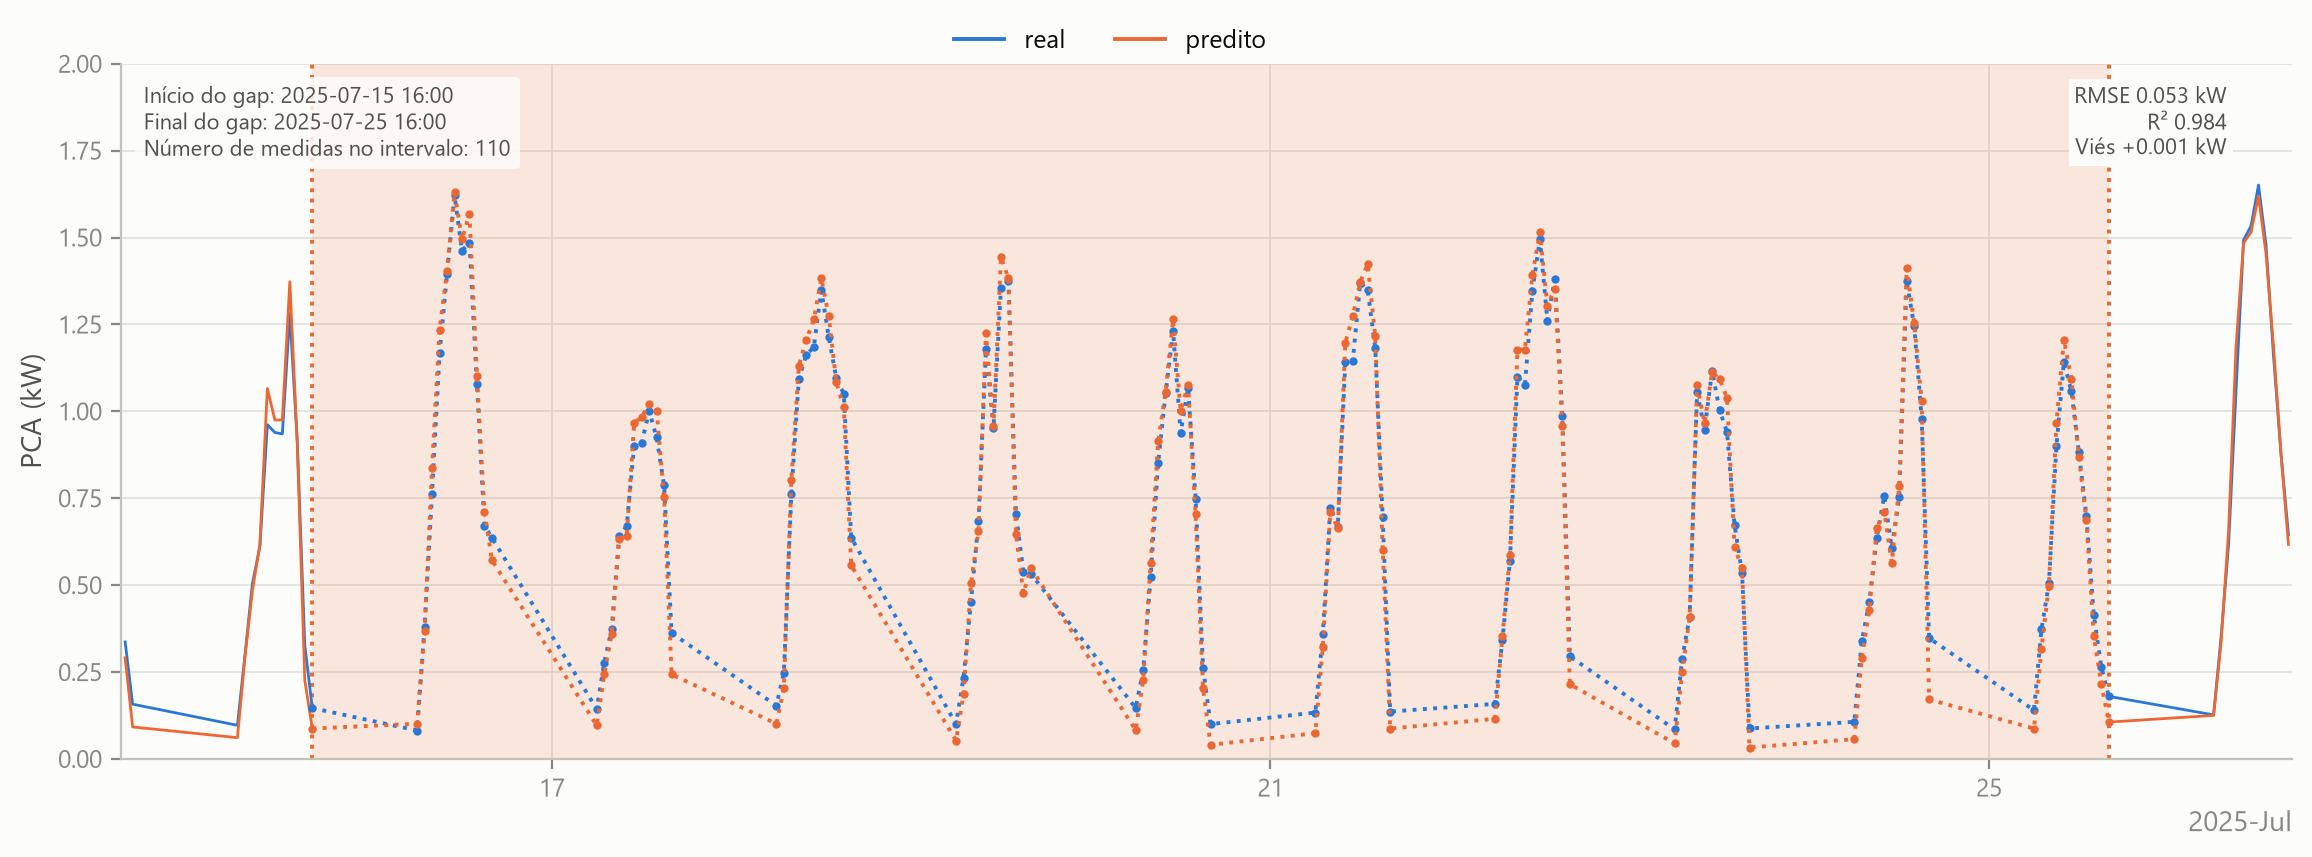 real predito
2.00
1.75
1.50
1.25
1.00
0.75
0.50
0.25
0.00
PCA (kW)
Início do gap: 2025-07-15 16:00
Final do gap: 2025-07-25 16:00
Número de medidas no intervalo: 110
RMSE 0.053 kW
R² 0.984
Viés +0.001 kW
17 21 25
2025-Jul